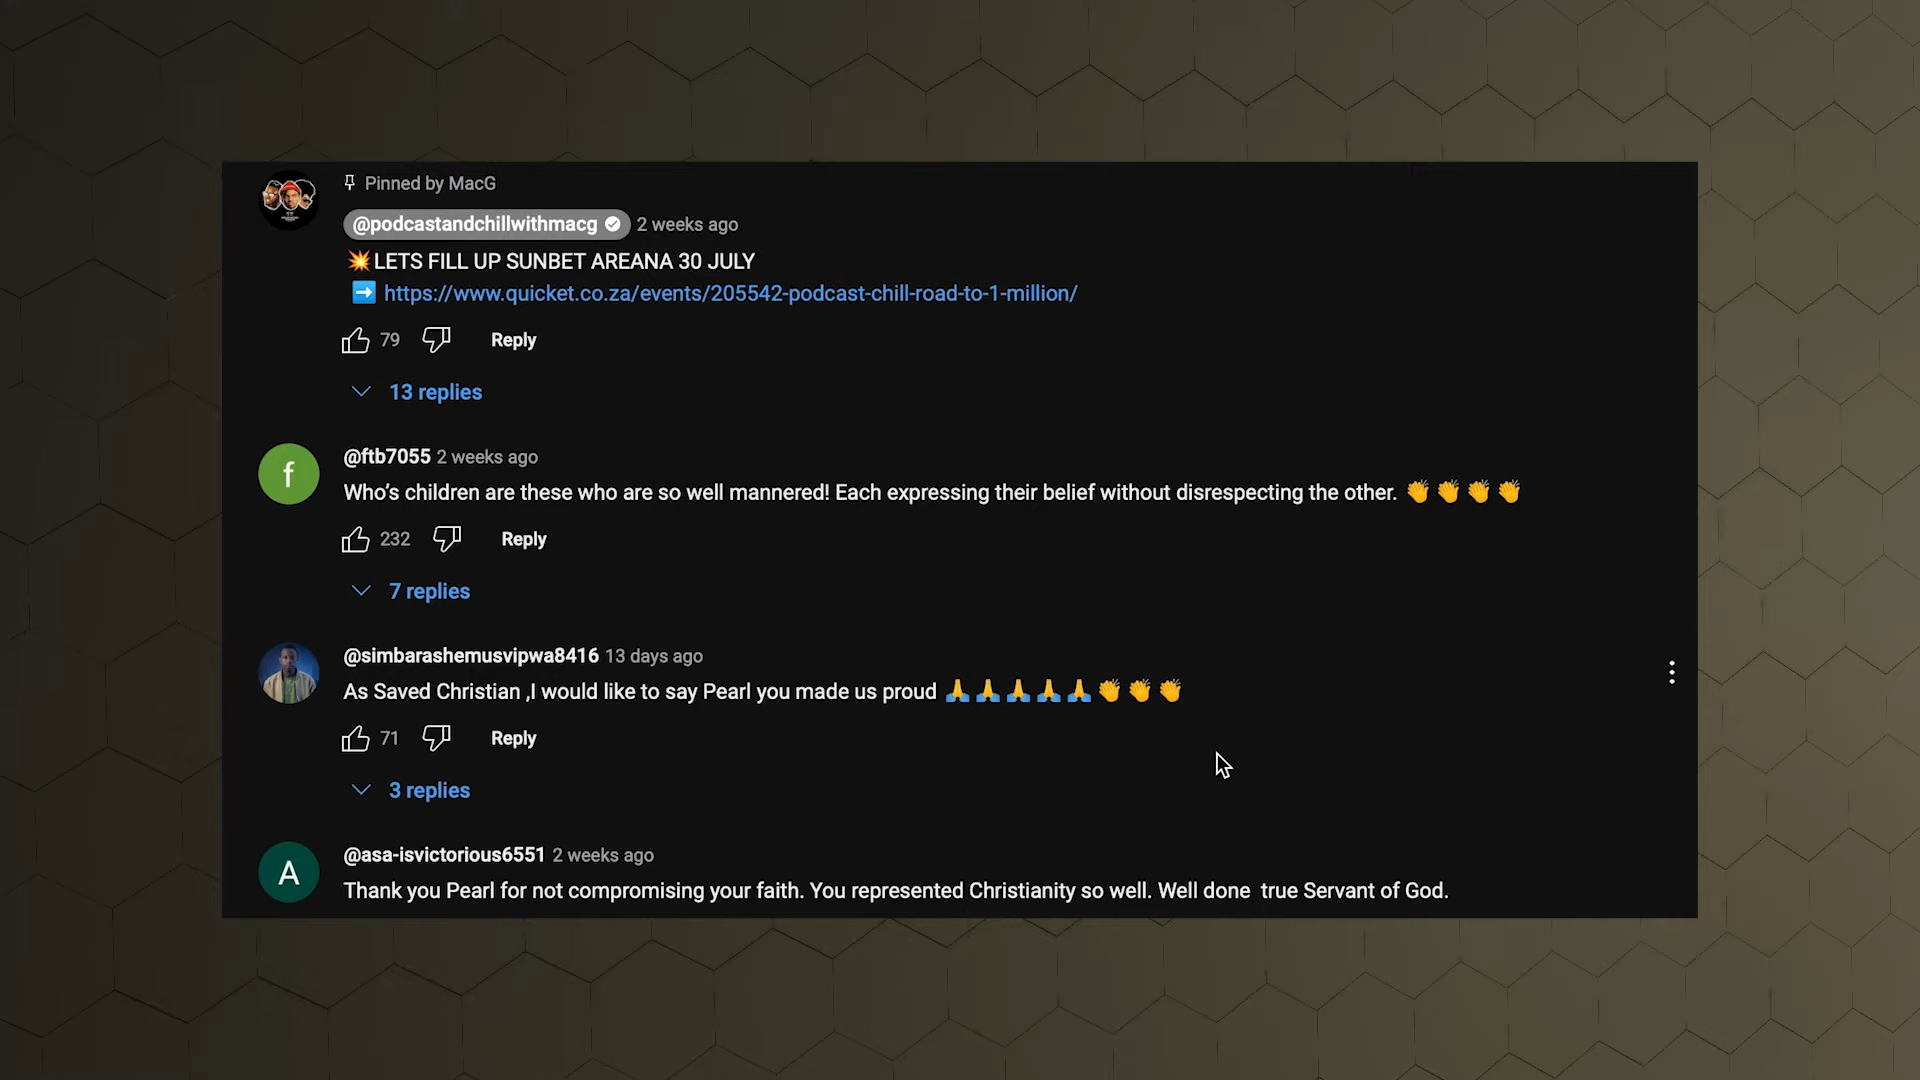 Pinned by MacG
@podcastandchillwithmacg 2 weeks ago
💥LETS FILL UP SUNBET AREANA 30 JULY
➡️ https://www.quicket.co.za/events/205542-podcast-chill-road-to-1-million/
79 Reply
13 replies
f
@ftb7055 2 weeks ago
Who’s children are these who are so well mannered! Each expressing their belief without disrespecting the other. 👏👏👏👏
232 Reply
7 replies
@simbarashemusvipwa8416 13 days ago
As Saved Christian ,I would like to say Pearl you made us proud 🙏🙏🙏🙏🙏👏👏👏
71 Reply
3 replies
A
@asa-isvictorious6551 2 weeks ago
Thank you Pearl for not compromising your faith. You represented Christianity so well. Well done  true Servant of God.